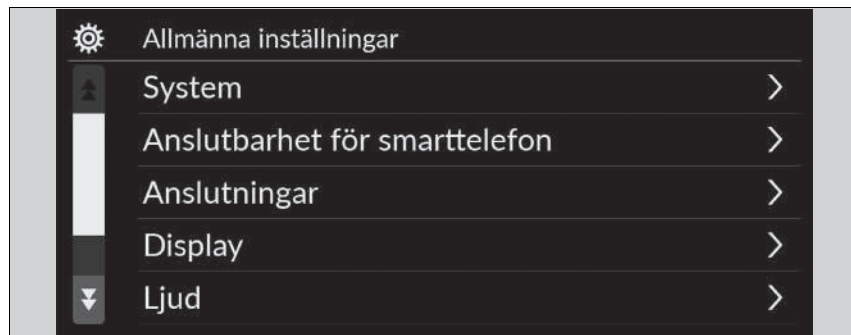 Allmänna inställningar
System
Anslutbarhet för smarttelefon
Anslutningar
Display
Ljud